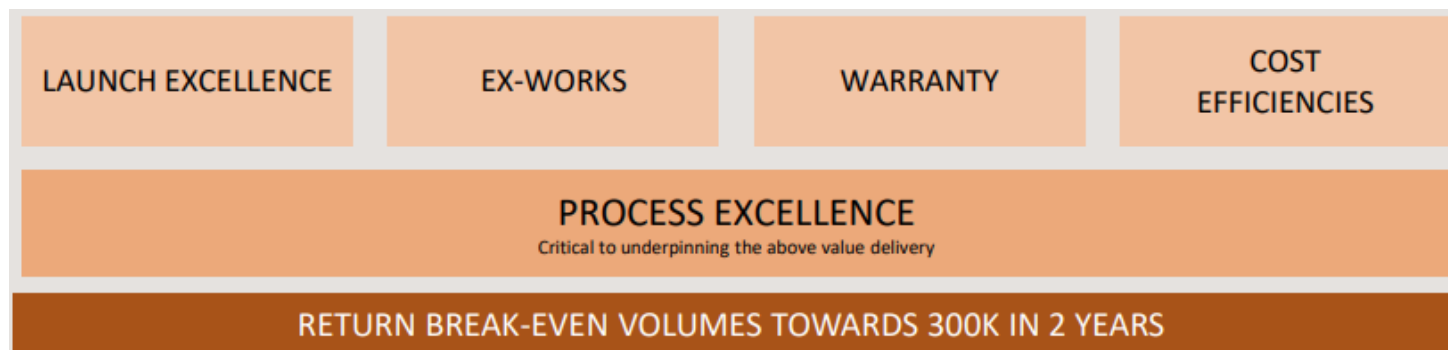 LAUNCH EXCELLENCE
EX-WORKS
WARRANTY
COST
EFFICIENCIES
PROCESS EXCELLENCE
Critical to underpinning the above value delivery
RETURN BREAK-EVEN VOLUMES TOWARDS 300K IN 2 YEARS